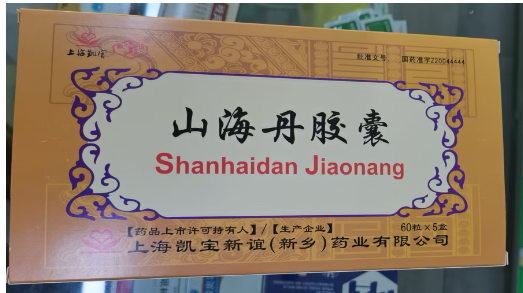 上海凯宝
批准文号 国药准字Z20044444
山海丹胶囊
Shanhaidan Jiaonang
【药品上市许可持有人】/【生产企业】 60粒×5盒
上海凯宝新谊(新乡)药业有限公司